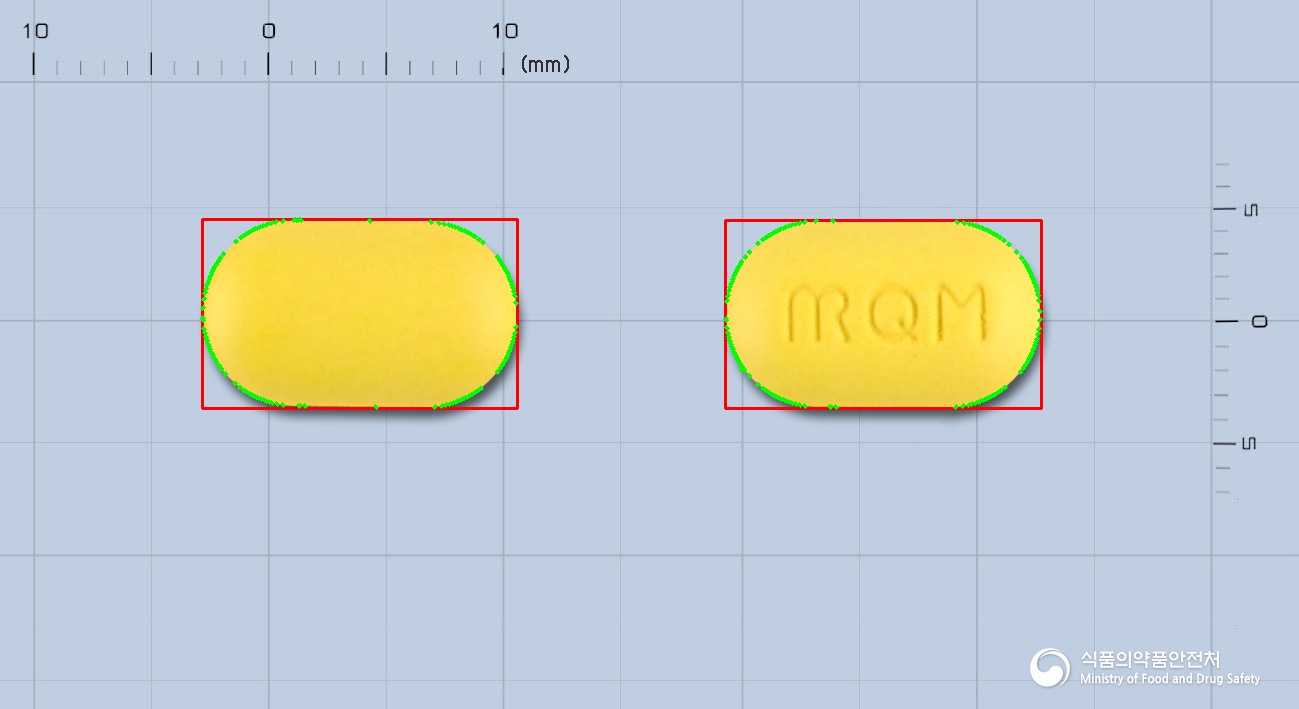 10 0 10
(mm)
MRQM
5
0
5
식품의약품안전처
Ministry of Food and Drug Safety